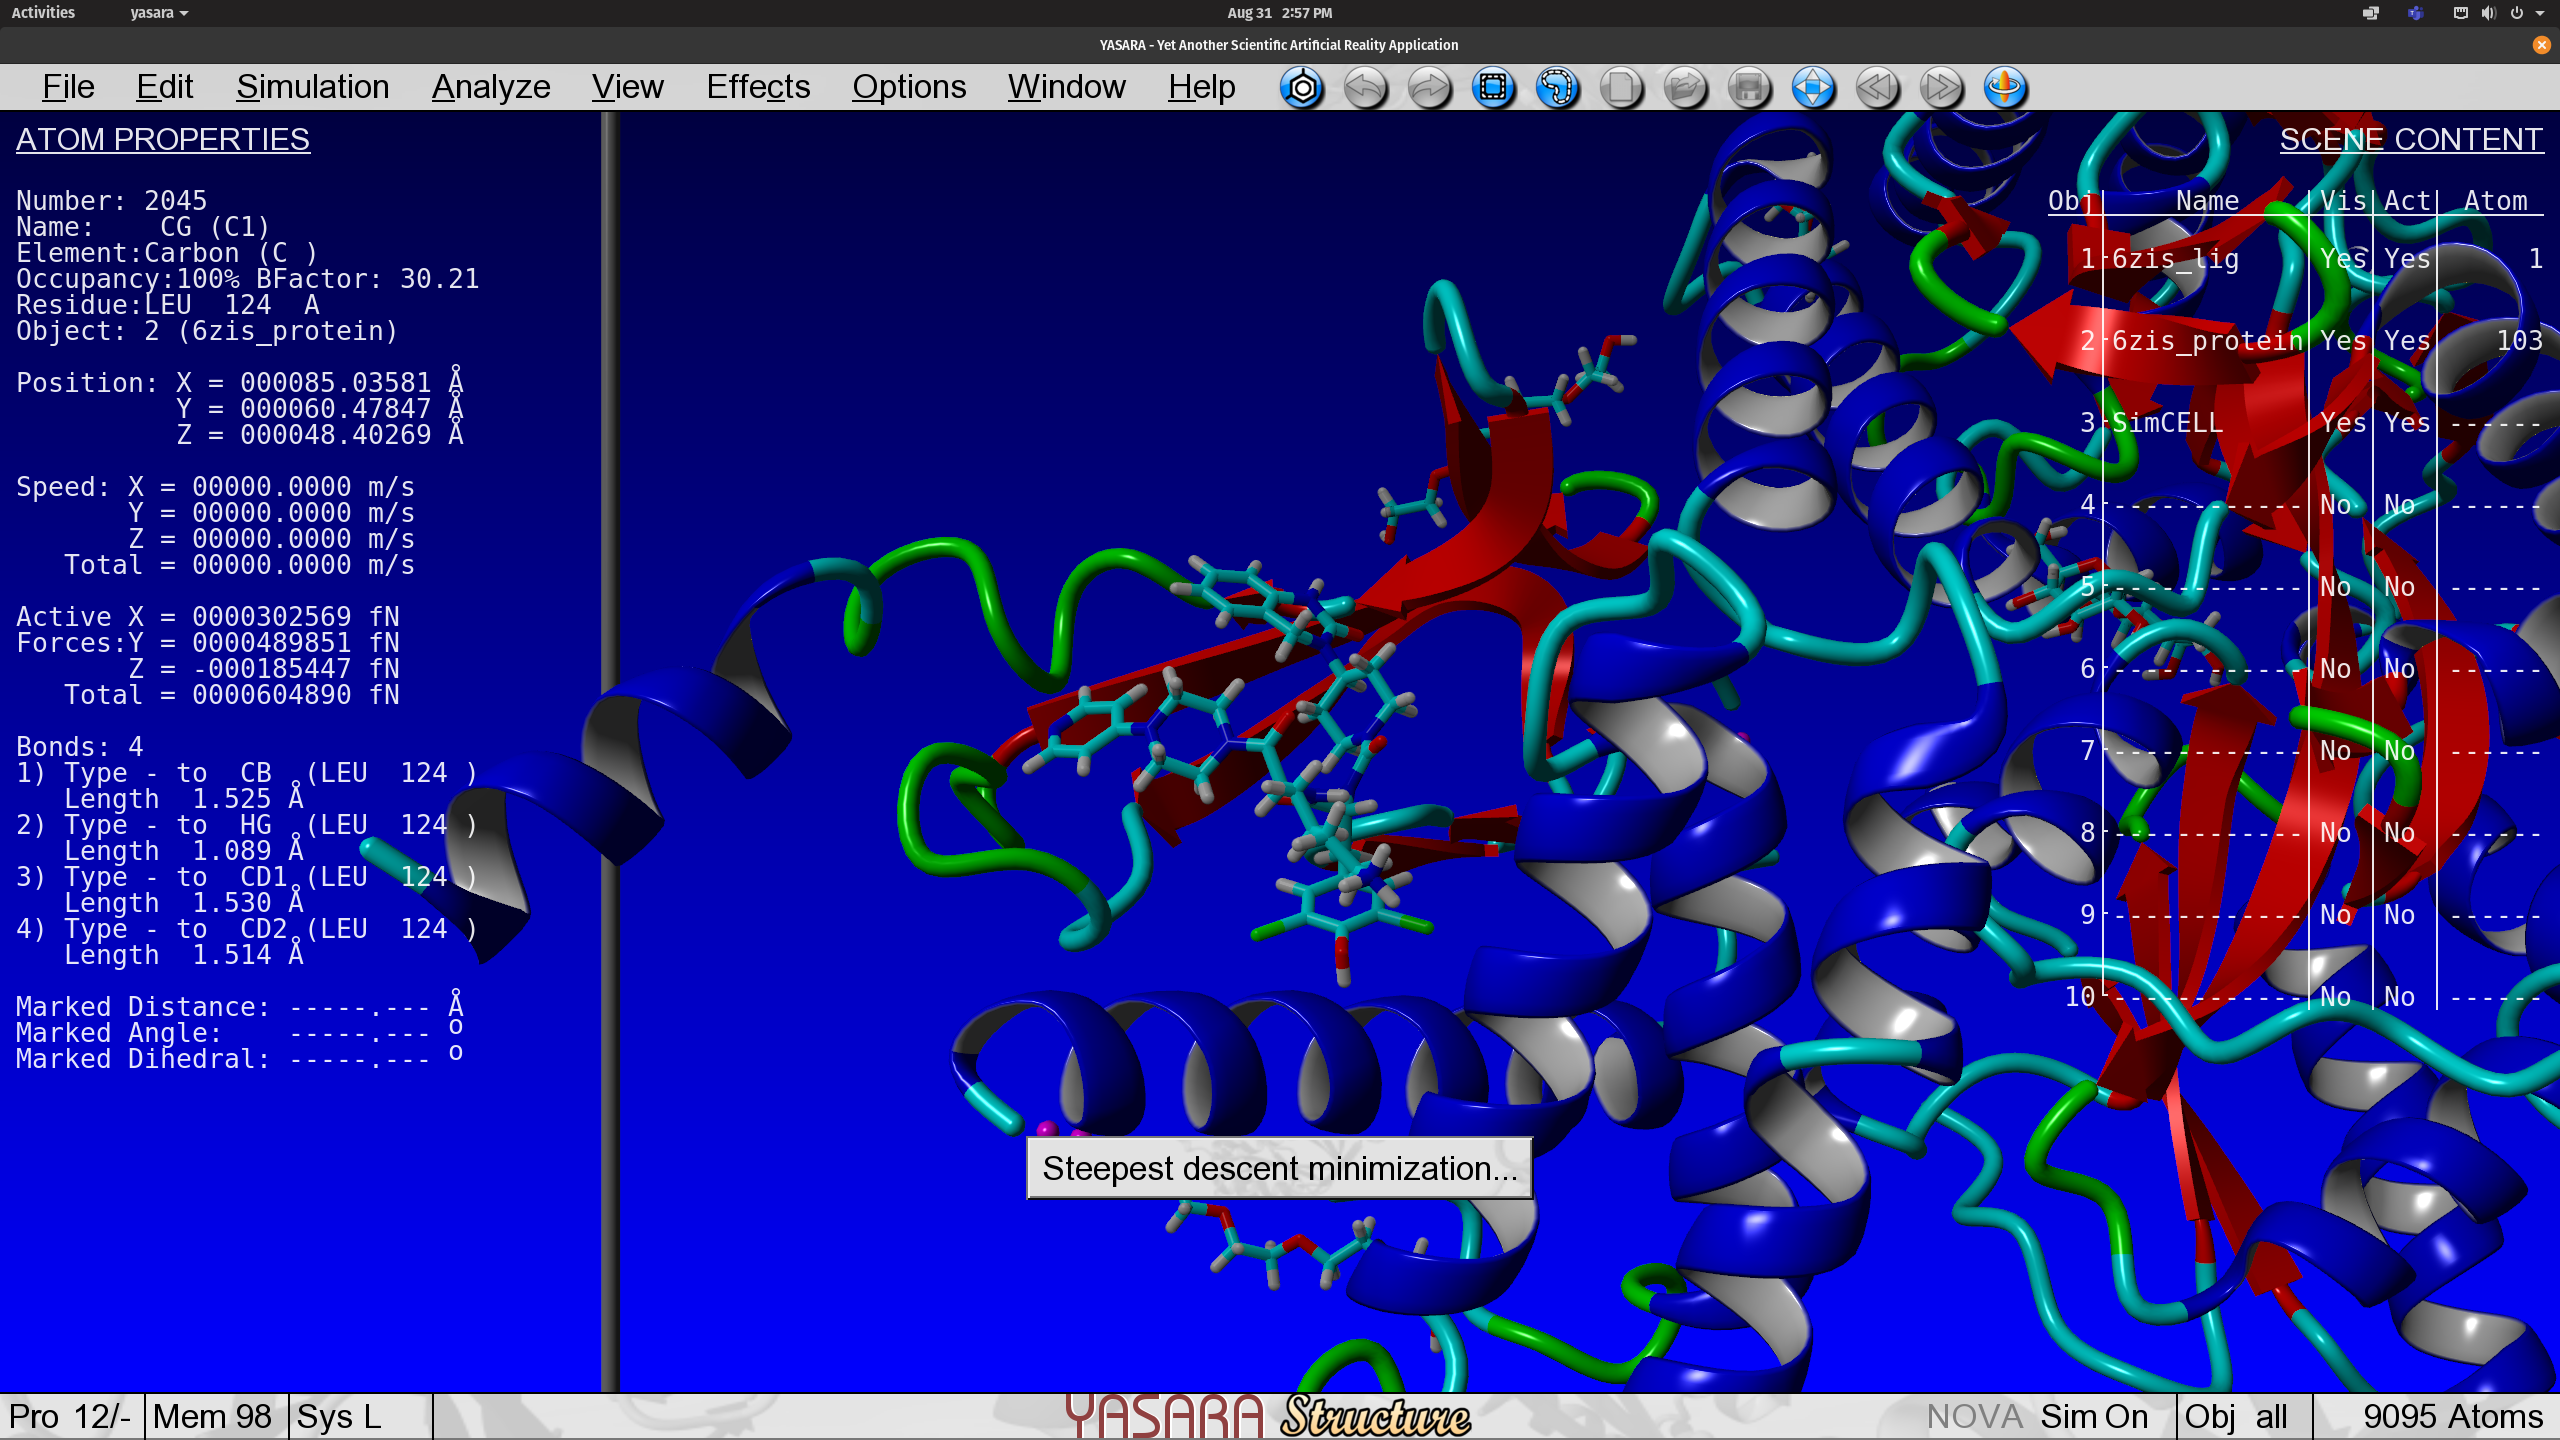 Activities yasara Aug 31 2:57 PM
YASARA - Yet Another Scientific Artificial Reality Application
File Edit Simulation Analyze View Effects Options Window Help
ATOM PROPERTIES
Number: 2045
Name: CG (C1)
Element:Carbon (C )
Occupancy:100% BFactor: 30.21
Residue:LEU 124 A
Object: 2 (6zis_protein)
Position: X = 000085.03581 Å
Y = 000060.47847 Å
Z = 000048.40269 Å
Speed: X = 00000.0000 m/s
Y = 00000.0000 m/s
Z = 00000.0000 m/s
Total = 00000.0000 m/s
Active X = 0000302569 fN
Forces:Y = 0000489851 fN
Z = -000185447 fN
Total = 0000604890 fN
Bonds: 4
1) Type - to CB (LEU 124 )
Length 1.525 Å
2) Type - to HG (LEU 124 )
Length 1.089 Å
3) Type - to CD1 (LEU 124 )
Length 1.530 Å
4) Type - to CD2 (LEU 124 )
Length 1.514 Å
Marked Distance: -----.--- Å
Marked Angle: -----.--- o
Marked Dihedral: -----.--- o
SCENE CONTENT
Obj Name Vis Act Atom
1 6zis_lig Yes Yes 1
2 6zis_protein Yes Yes 103
3 SimCELL Yes Yes ------
4 ------------ No No ------
5 ------------ No No ------
6 ------------ No No ------
7 ------------ No No ------
8 ------------ No No ------
9 ------------ No No ------
10 ------------ No No ------
Steepest descent minimization...
Pro 12/- Mem 98 Sys L YASARA Structure NOVA Sim On Obj all 9095 Atoms